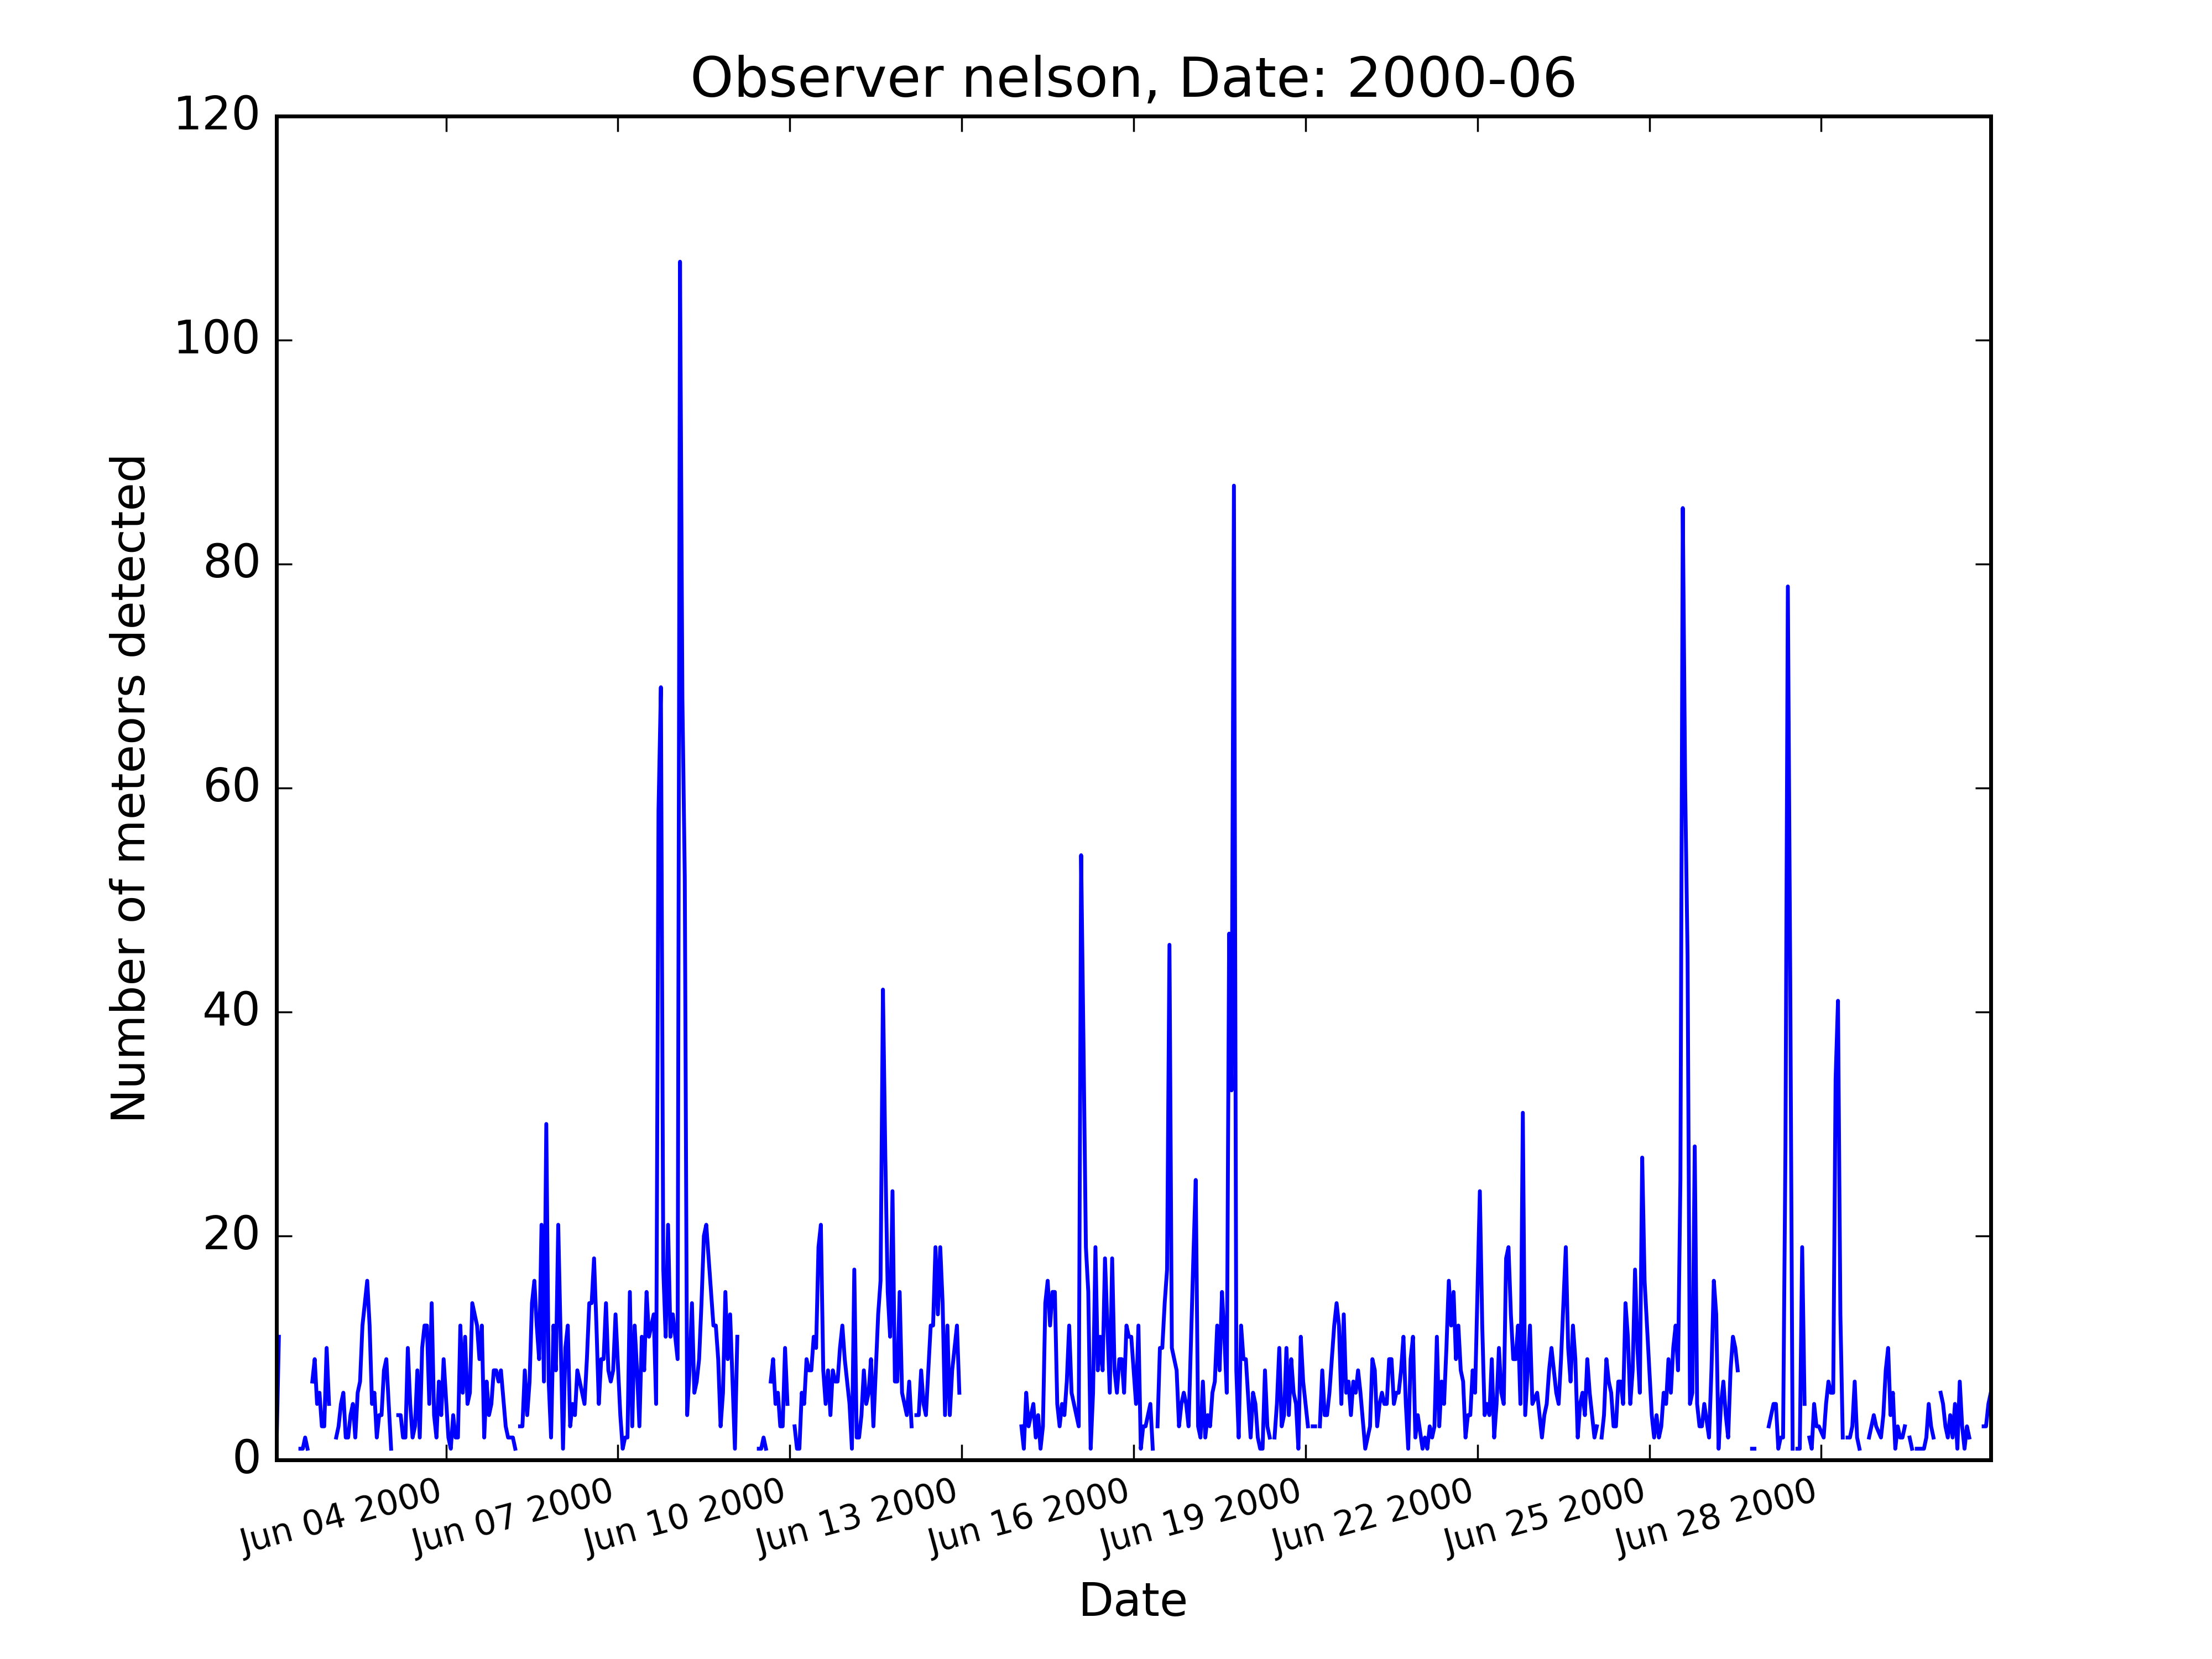 Observer nelson, Date: 2000-06
120
100
80
60
40
20
0
Number of meteors detected
Jun 04 2000
Jun 07 2000
Jun 10 2000
Jun 13 2000
Jun 16 2000
Jun 19 2000
Jun 22 2000
Jun 25 2000
Jun 28 2000
Date